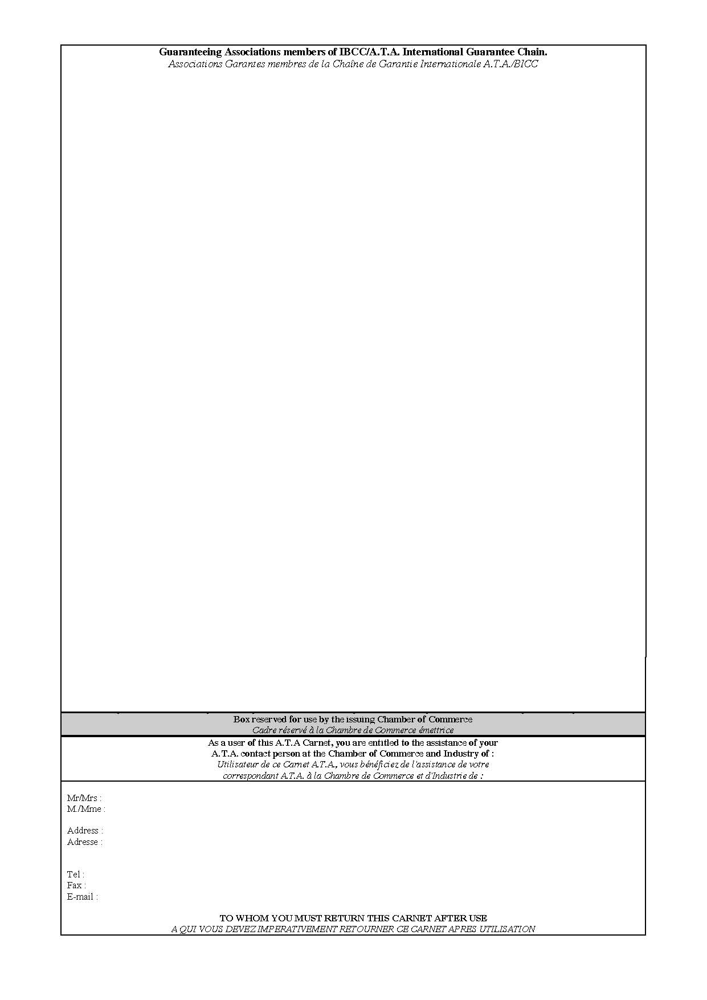 Guaranteeing Associations members of IBCC/A.T.A. International Guarantee Chain.
Associations Garantes membres de la Chaîne de Garantie Internationale A.T.A./BICC
Box reserved for use by the issuing Chamber of Commerce
Cadre réservé à la Chambre de Commerce émettrice
As a user of this A.T.A Carnet, you are entitled to the assistance of your
A.T.A. contact person at the Chamber of Commerce and Industry of :
Utilisateur de ce Carnet A.T.A., vous bénéficiez de l'assistance de votre
correspondant A.T.A. à la Chambre de Commerce et d'Industrie de :
Mr/Mrs :
M./Mme :
Address :
Adresse :
Tel :
Fax :
E-mail :
TO WHOM YOU MUST RETURN THIS CARNET AFTER USE
A QUI VOUS DEVEZ IMPERATIVEMENT RETOURNER CE CARNET APRES UTILISATION